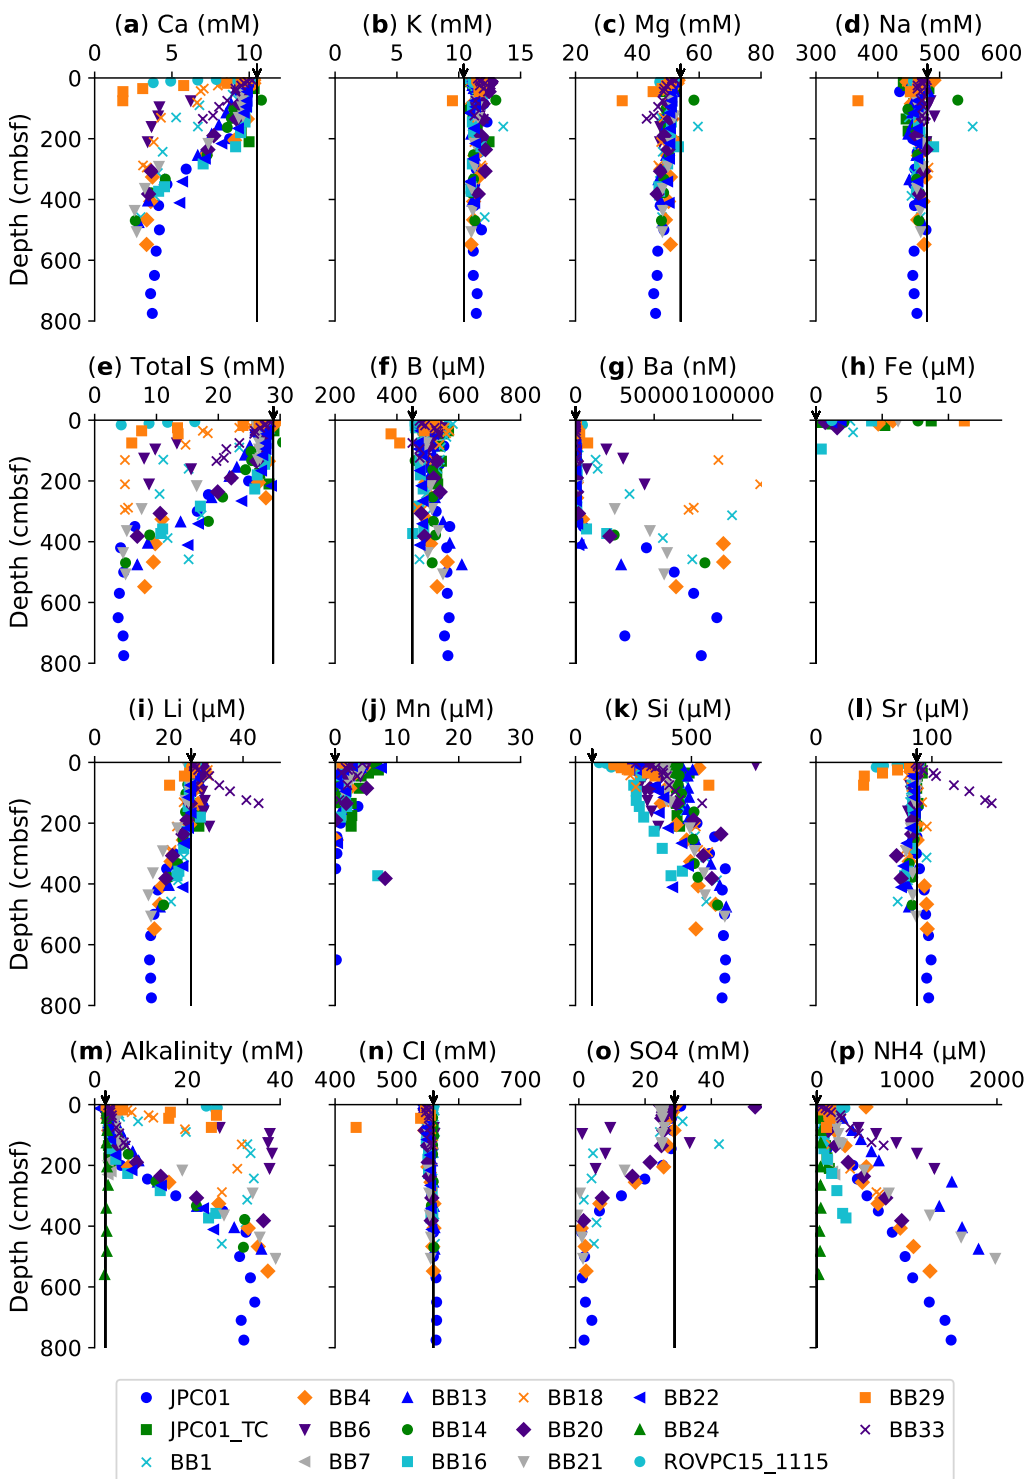 (a) Ca (mM) (b) K (mM) (c) Mg (mM) (d) Na (mM)
0 5 10 0 5 10 15 20 40 60 80 300 400 500 600
0
200
400
600
800
Depth (cmbsf)
(e) Total S (mM) (f) B (μM) (g) Ba (nM) (h) Fe (μM)
0 10 20 30 200 400 600 800 0 50000 100000 0 5 10
0
200
400
600
800
Depth (cmbsf)
(i) Li (μM) (j) Mn (μM) (k) Si (μM) (l) Sr (μM)
0 20 40 0 10 20 30 0 500 0 100
0
200
400
600
800
Depth (cmbsf)
(m) Alkalinity (mM) (n) Cl (mM) (o) SO4 (mM) (p) NH4 (μM)
0 20 40 400 500 600 700 0 20 40 0 1000 2000
0
200
400
600
800
Depth (cmbsf)
JPC01 BB4 BB13 BB18 BB22 BB29
JPC01_TC BB6 BB14 BB20 BB24 BB33
BB1 BB7 BB16 BB21 ROVPC15_1115